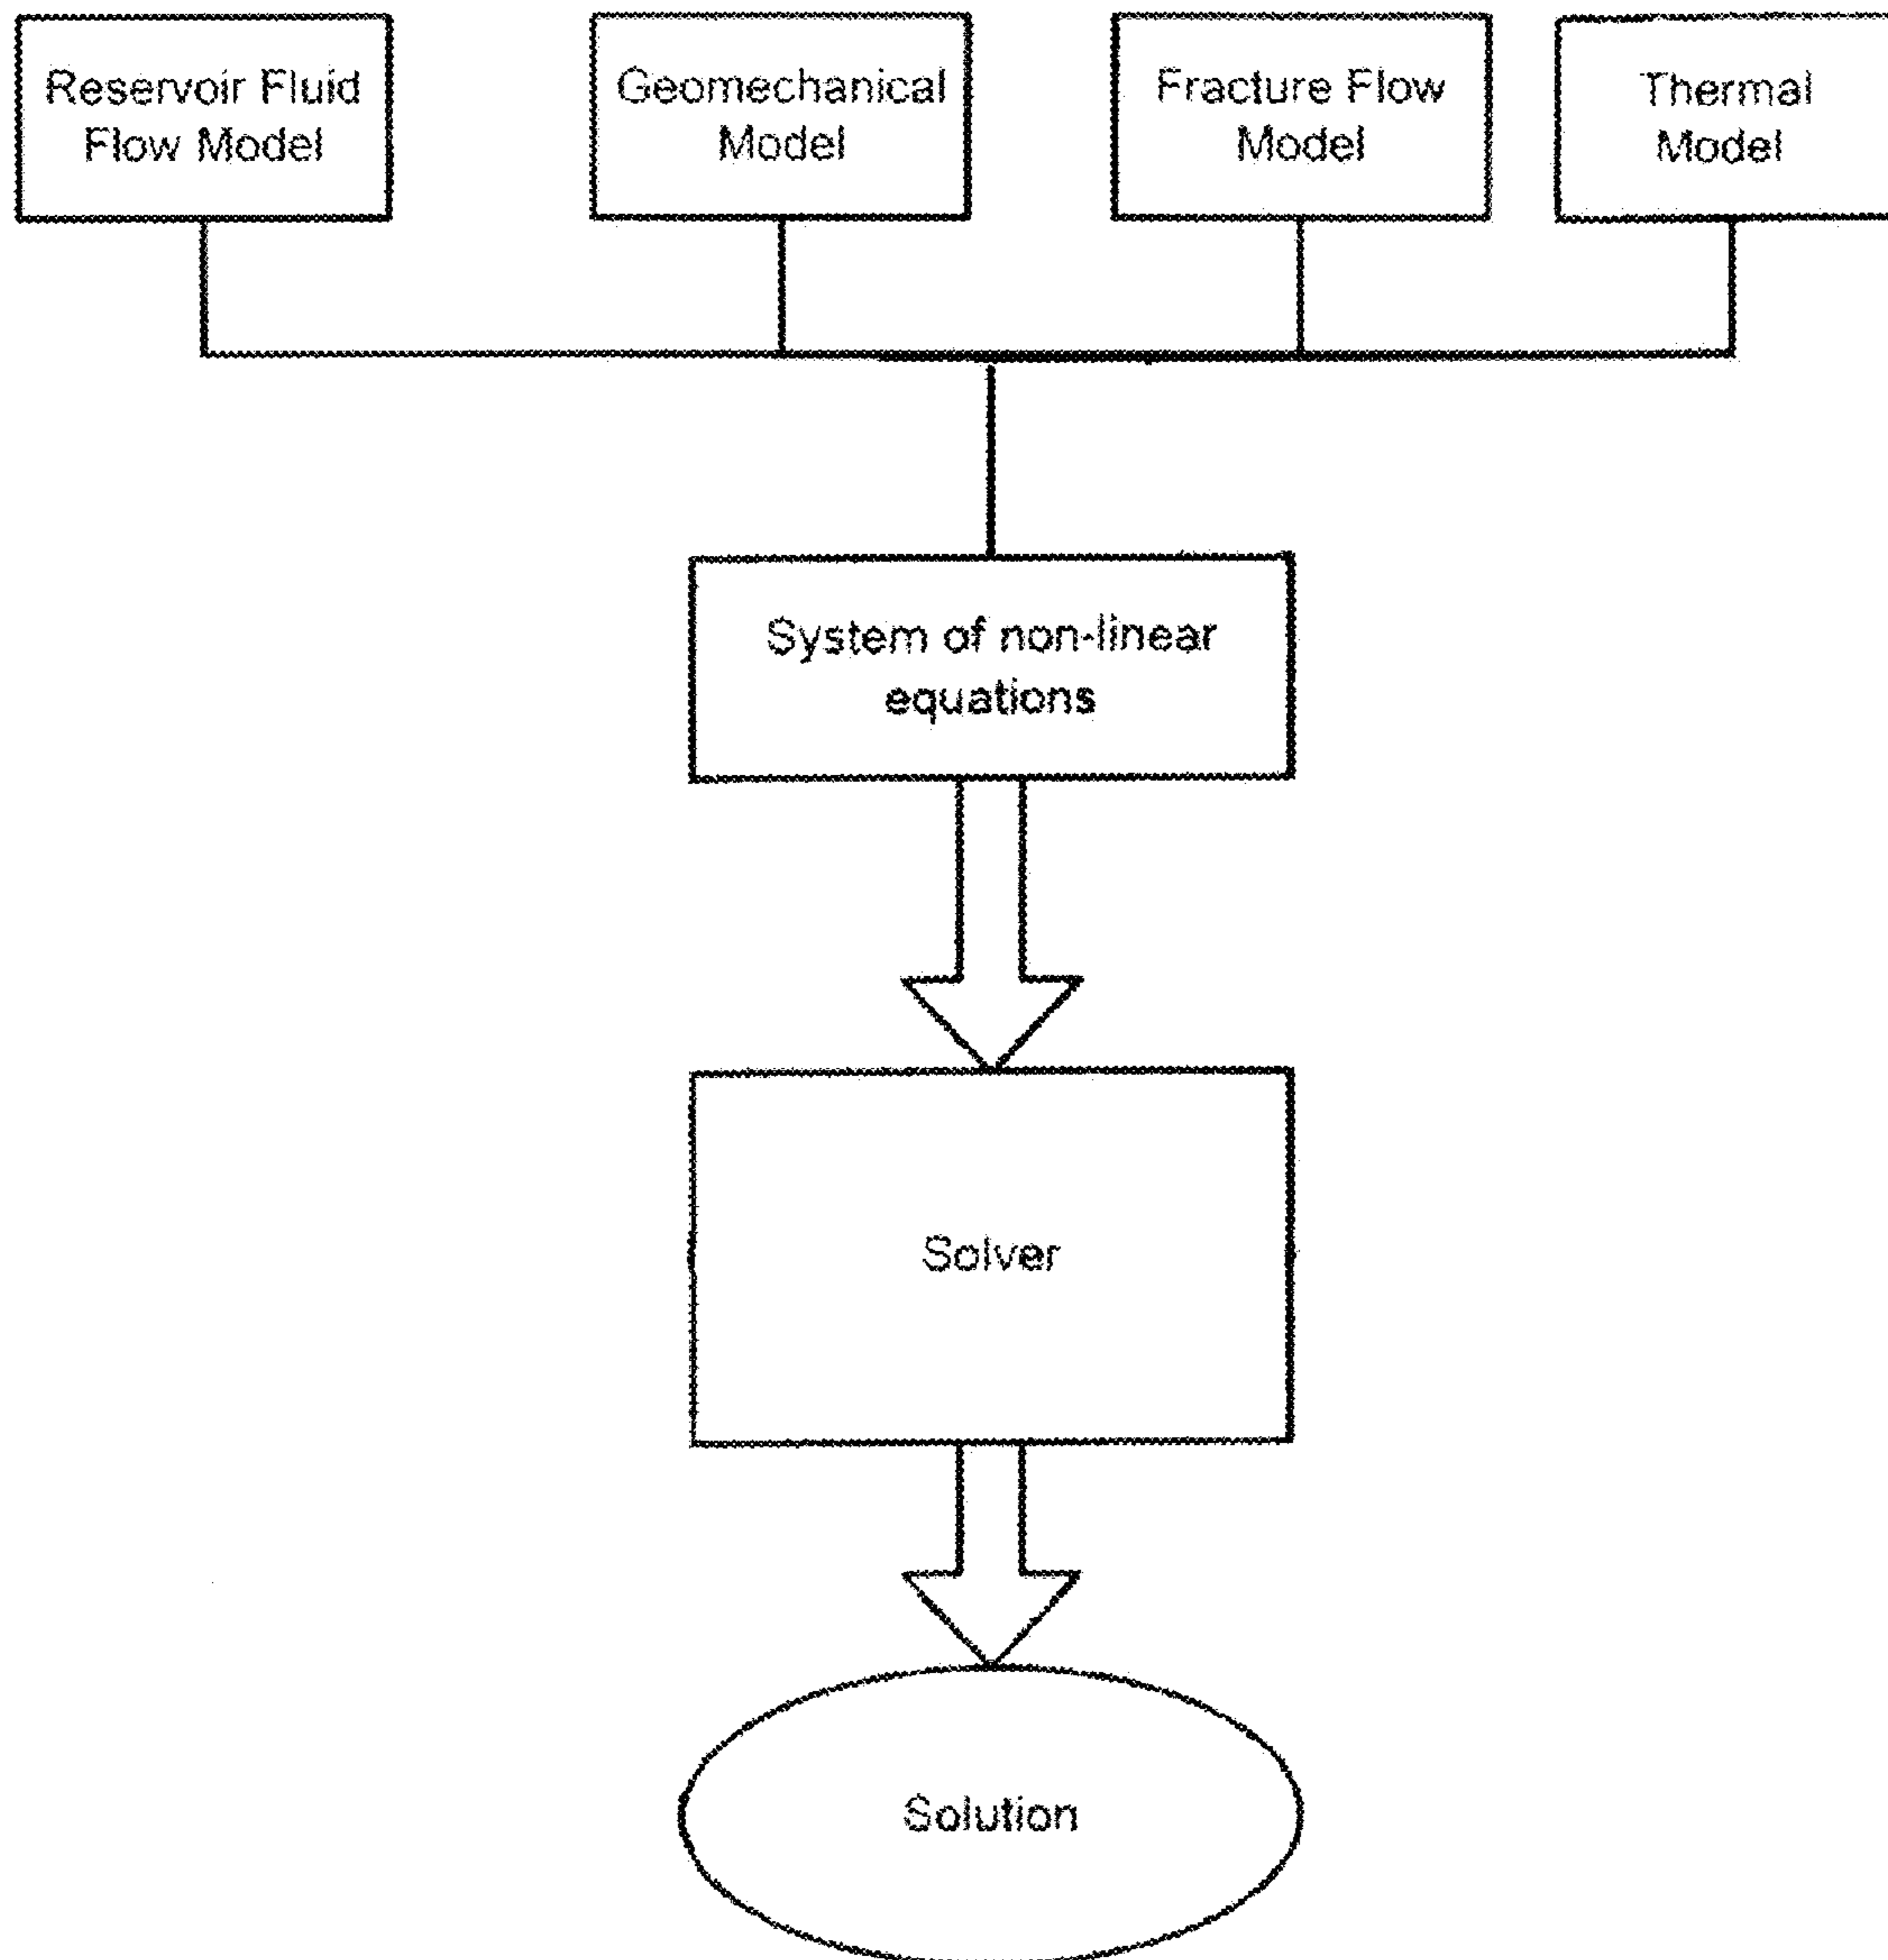 Reservoir Fluid
Flow Model
Geomechanical
Model
Fracture Flow
Model
Thermal
Model
System of non-linear
equations
Solver
Solution